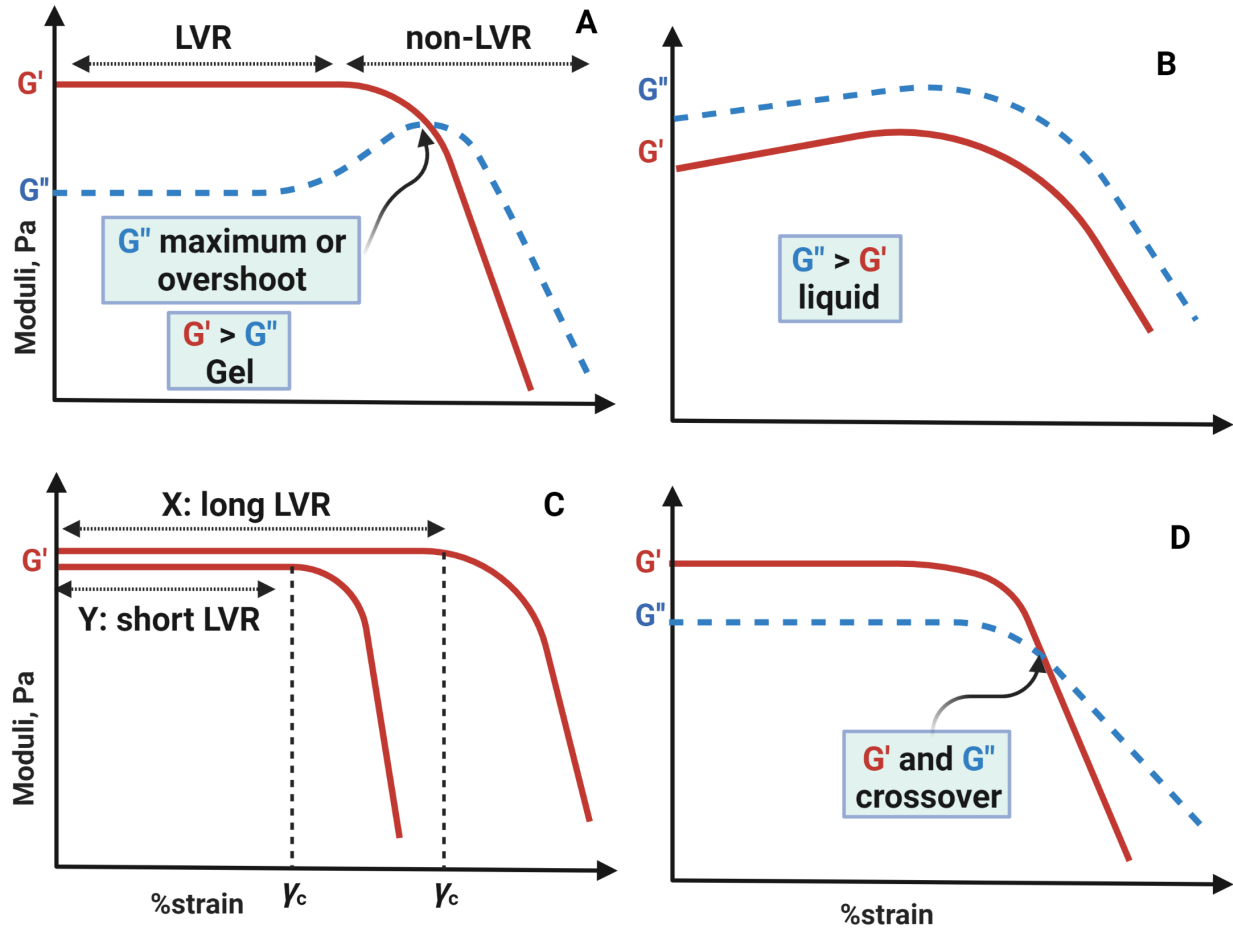 A
LVR
non-LVR
G'
G"
Moduli, Pa
G" maximum or
overshoot
G' > G"
Gel
B
G"
G'
G" > G'
liquid
C
X: long LVR
G'
Y: short LVR
Moduli, Pa
%strain
γc
γc
D
G'
G"
G' and G"
crossover
%strain